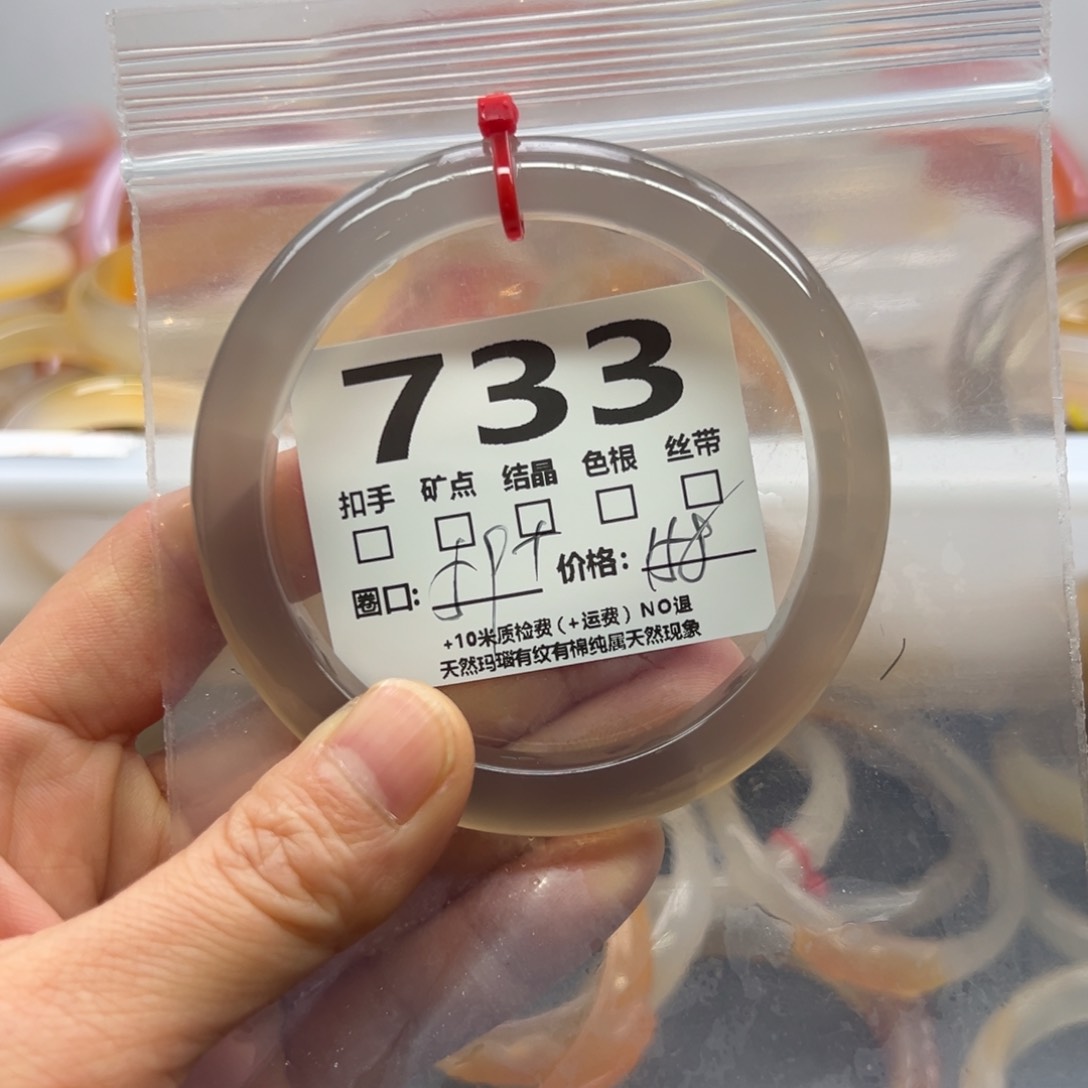 733
扣手 矿点 结晶 色根 丝带
圈口: 价格:
+10米质检费(+运费)NO退
天然玛瑙有纹有棉纯属天然现象